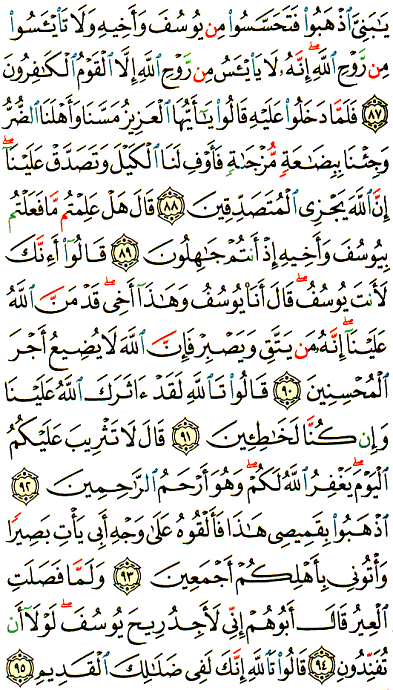 يَـٰبَنِىَّ ٱذْهَبُوا۟ فَتَحَسَّسُوا۟ مِن يُوسُفَ وَأَخِيهِ وَلَا تَا۟يْـَٔسُوا۟
مِن رَّوْحِ ٱللَّهِ ۖ إِنَّهُۥ لَا يَا۟يْـَٔسُ مِن رَّوْحِ ٱللَّهِ إِلَّا ٱلْقَوْمُ ٱلْكَـٰفِرُونَ
﴿٨٧﴾ فَلَمَّا دَخَلُوا۟ عَلَيْهِ قَالُوا۟ يَـٰٓأَيُّهَا ٱلْعَزِيزُ مَسَّنَا وَأَهْلَنَا ٱلضُّرُّ
وَجِئْنَا بِبِضَـٰعَةٍ مُّزْجَىٰةٍ فَأَوْفِ لَنَا ٱلْكَيْلَ وَتَصَدَّقْ عَلَيْنَآ ۖ
إِنَّ ٱللَّهَ يَجْزِى ٱلْمُتَصَدِّقِينَ ﴿٨٨﴾ قَالَ هَلْ عَلِمْتُم مَّا فَعَلْتُم
بِيُوسُفَ وَأَخِيهِ إِذْ أَنتُمْ جَـٰهِلُونَ ﴿٨٩﴾ قَالُوٓا۟ أَءِنَّكَ
لَأَنتَ يُوسُفُ ۖ قَالَ أَنَا۠ يُوسُفُ وَهَـٰذَآ أَخِى ۖ قَدْ مَنَّ ٱللَّهُ
عَلَيْنَآ ۖ إِنَّهُۥ مَن يَتَّقِ وَيَصْبِرْ فَإِنَّ ٱللَّهَ لَا يُضِيعُ أَجْرَ
ٱلْمُحْسِنِينَ ﴿٩٠﴾ قَالُوا۟ تَٱللَّهِ لَقَدْ ءَاثَرَكَ ٱللَّهُ عَلَيْنَا
وَإِن كُنَّا لَخَـٰطِـِٔينَ ﴿٩١﴾ قَالَ لَا تَثْرِيبَ عَلَيْكُمُ
ٱلْيَوْمَ ۖ يَغْفِرُ ٱللَّهُ لَكُمْ ۖ وَهُوَ أَرْحَمُ ٱلرَّٰحِمِينَ ﴿٩٢﴾
ٱذْهَبُوا۟ بِقَمِيصِى هَـٰذَا فَأَلْقُوهُ عَلَىٰ وَجْهِ أَبِى يَأْتِ بَصِيرًا
وَأْتُونِى بِأَهْلِكُمْ أَجْمَعِينَ ﴿٩٣﴾ وَلَمَّا فَصَلَتِ
ٱلْعِيرُ قَالَ أَبُوهُمْ إِنِّى لَأَجِدُ رِيحَ يُوسُفَ ۖ لَوْلَآ أَن
تُفَنِّدُونِ ﴿٩٤﴾ قَالُوا۟ تَٱللَّهِ إِنَّكَ لَفِى ضَلَـٰلِكَ ٱلْقَدِيمِ ﴿٩٥﴾